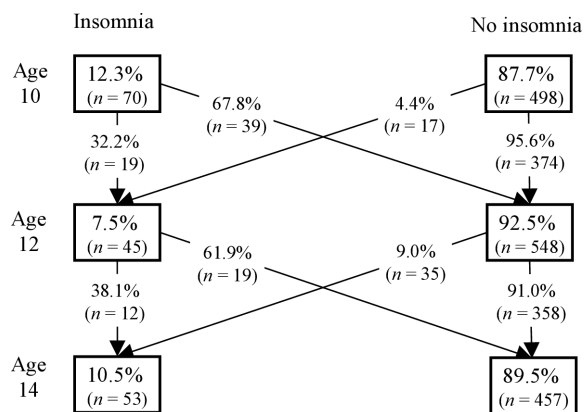 Insomnia
No insomnia
Age
10
12.3%
(n = 70)
87.7%
(n = 498)
67.8%
(n = 39)
4.4%
(n = 17)
32.2%
(n = 19)
95.6%
(n = 374)
Age
12
7.5%
(n = 45)
92.5%
(n = 548)
61.9%
(n = 19)
9.0%
(n = 35)
38.1%
(n = 12)
91.0%
(n = 358)
Age
14
10.5%
(n = 53)
89.5%
(n = 457)